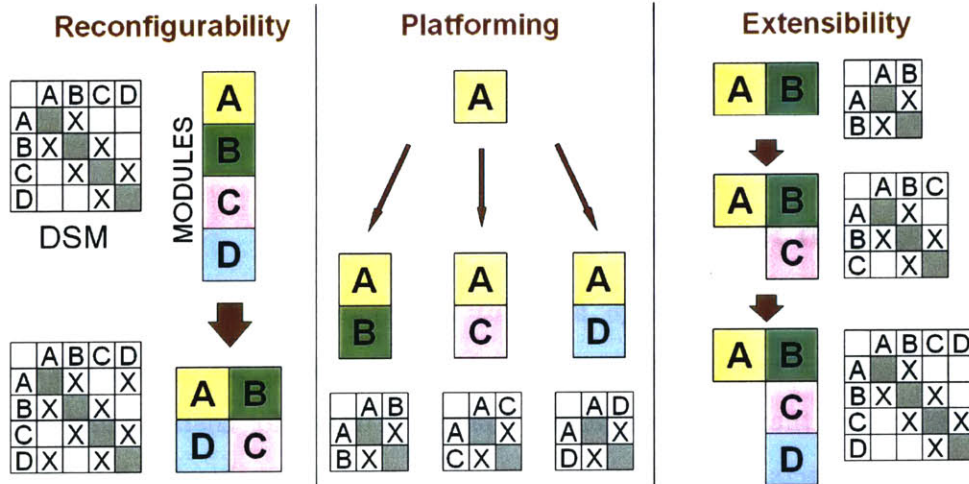 Reconfigurability
A B C D
A X
B X X
C X X
D X
DSM
MODULES
A
B
C
D
A B C D
A X X
B X X
C X X
D X X
A B
D C
Platforming
A
A
B
A
C
A
D
A B
A X
B X
A C
A X
C X
A D
A X
D X
Extensibility
A B
A B
A X
B X
A B
C
A B C
A X
B X X
C X
A B
C
D
A B C D
A X
B X X
C X X
D X